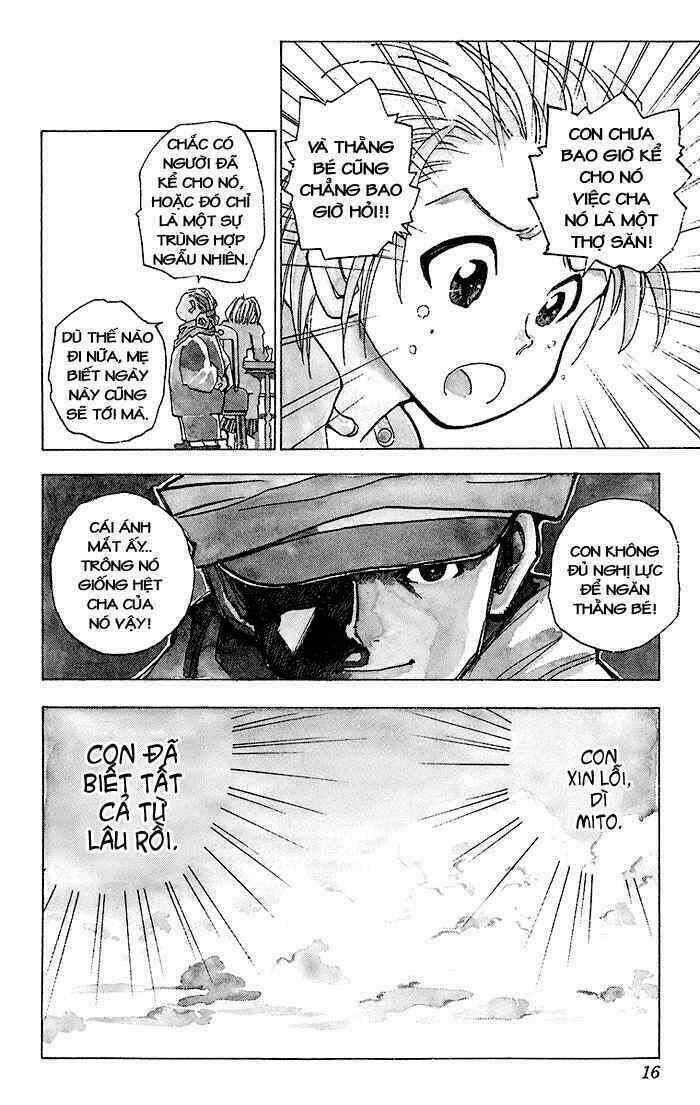 CON CHƯA
BAO GIỜ KỂ
CHO NÓ
VIỆC CHA
NÓ LÀ MỘT
THỢ SĂN!
VÀ THẰNG
BÉ CŨNG
CHẲNG BAO
GIỜ HỎI!!
CHẮC CÓ
NGƯỜI ĐÃ
KỂ CHO NÓ,
HOẶC ĐÓ CHỈ
LÀ MỘT SỰ
TRÙNG HỢP
NGẪU NHIÊN.
DÙ THẾ NÀO
ĐI NỮA, MẸ
BIẾT NGÀY
NÀY CŨNG
SẼ TỚI MÀ.
CON KHÔNG
ĐỦ NGHỊ LỰC
ĐỂ NGĂN
THẰNG BÉ!
CÁI ÁNH
MẮT ẤY..
TRÔNG NÓ
GIỐNG HỆT
CHA CỦA
NÓ VẬY!
CON
XIN LỖI,
DÌ
MITO.
CON ĐÃ
BIẾT TẤT
CẢ TỪ
LÂU RỒI.
16